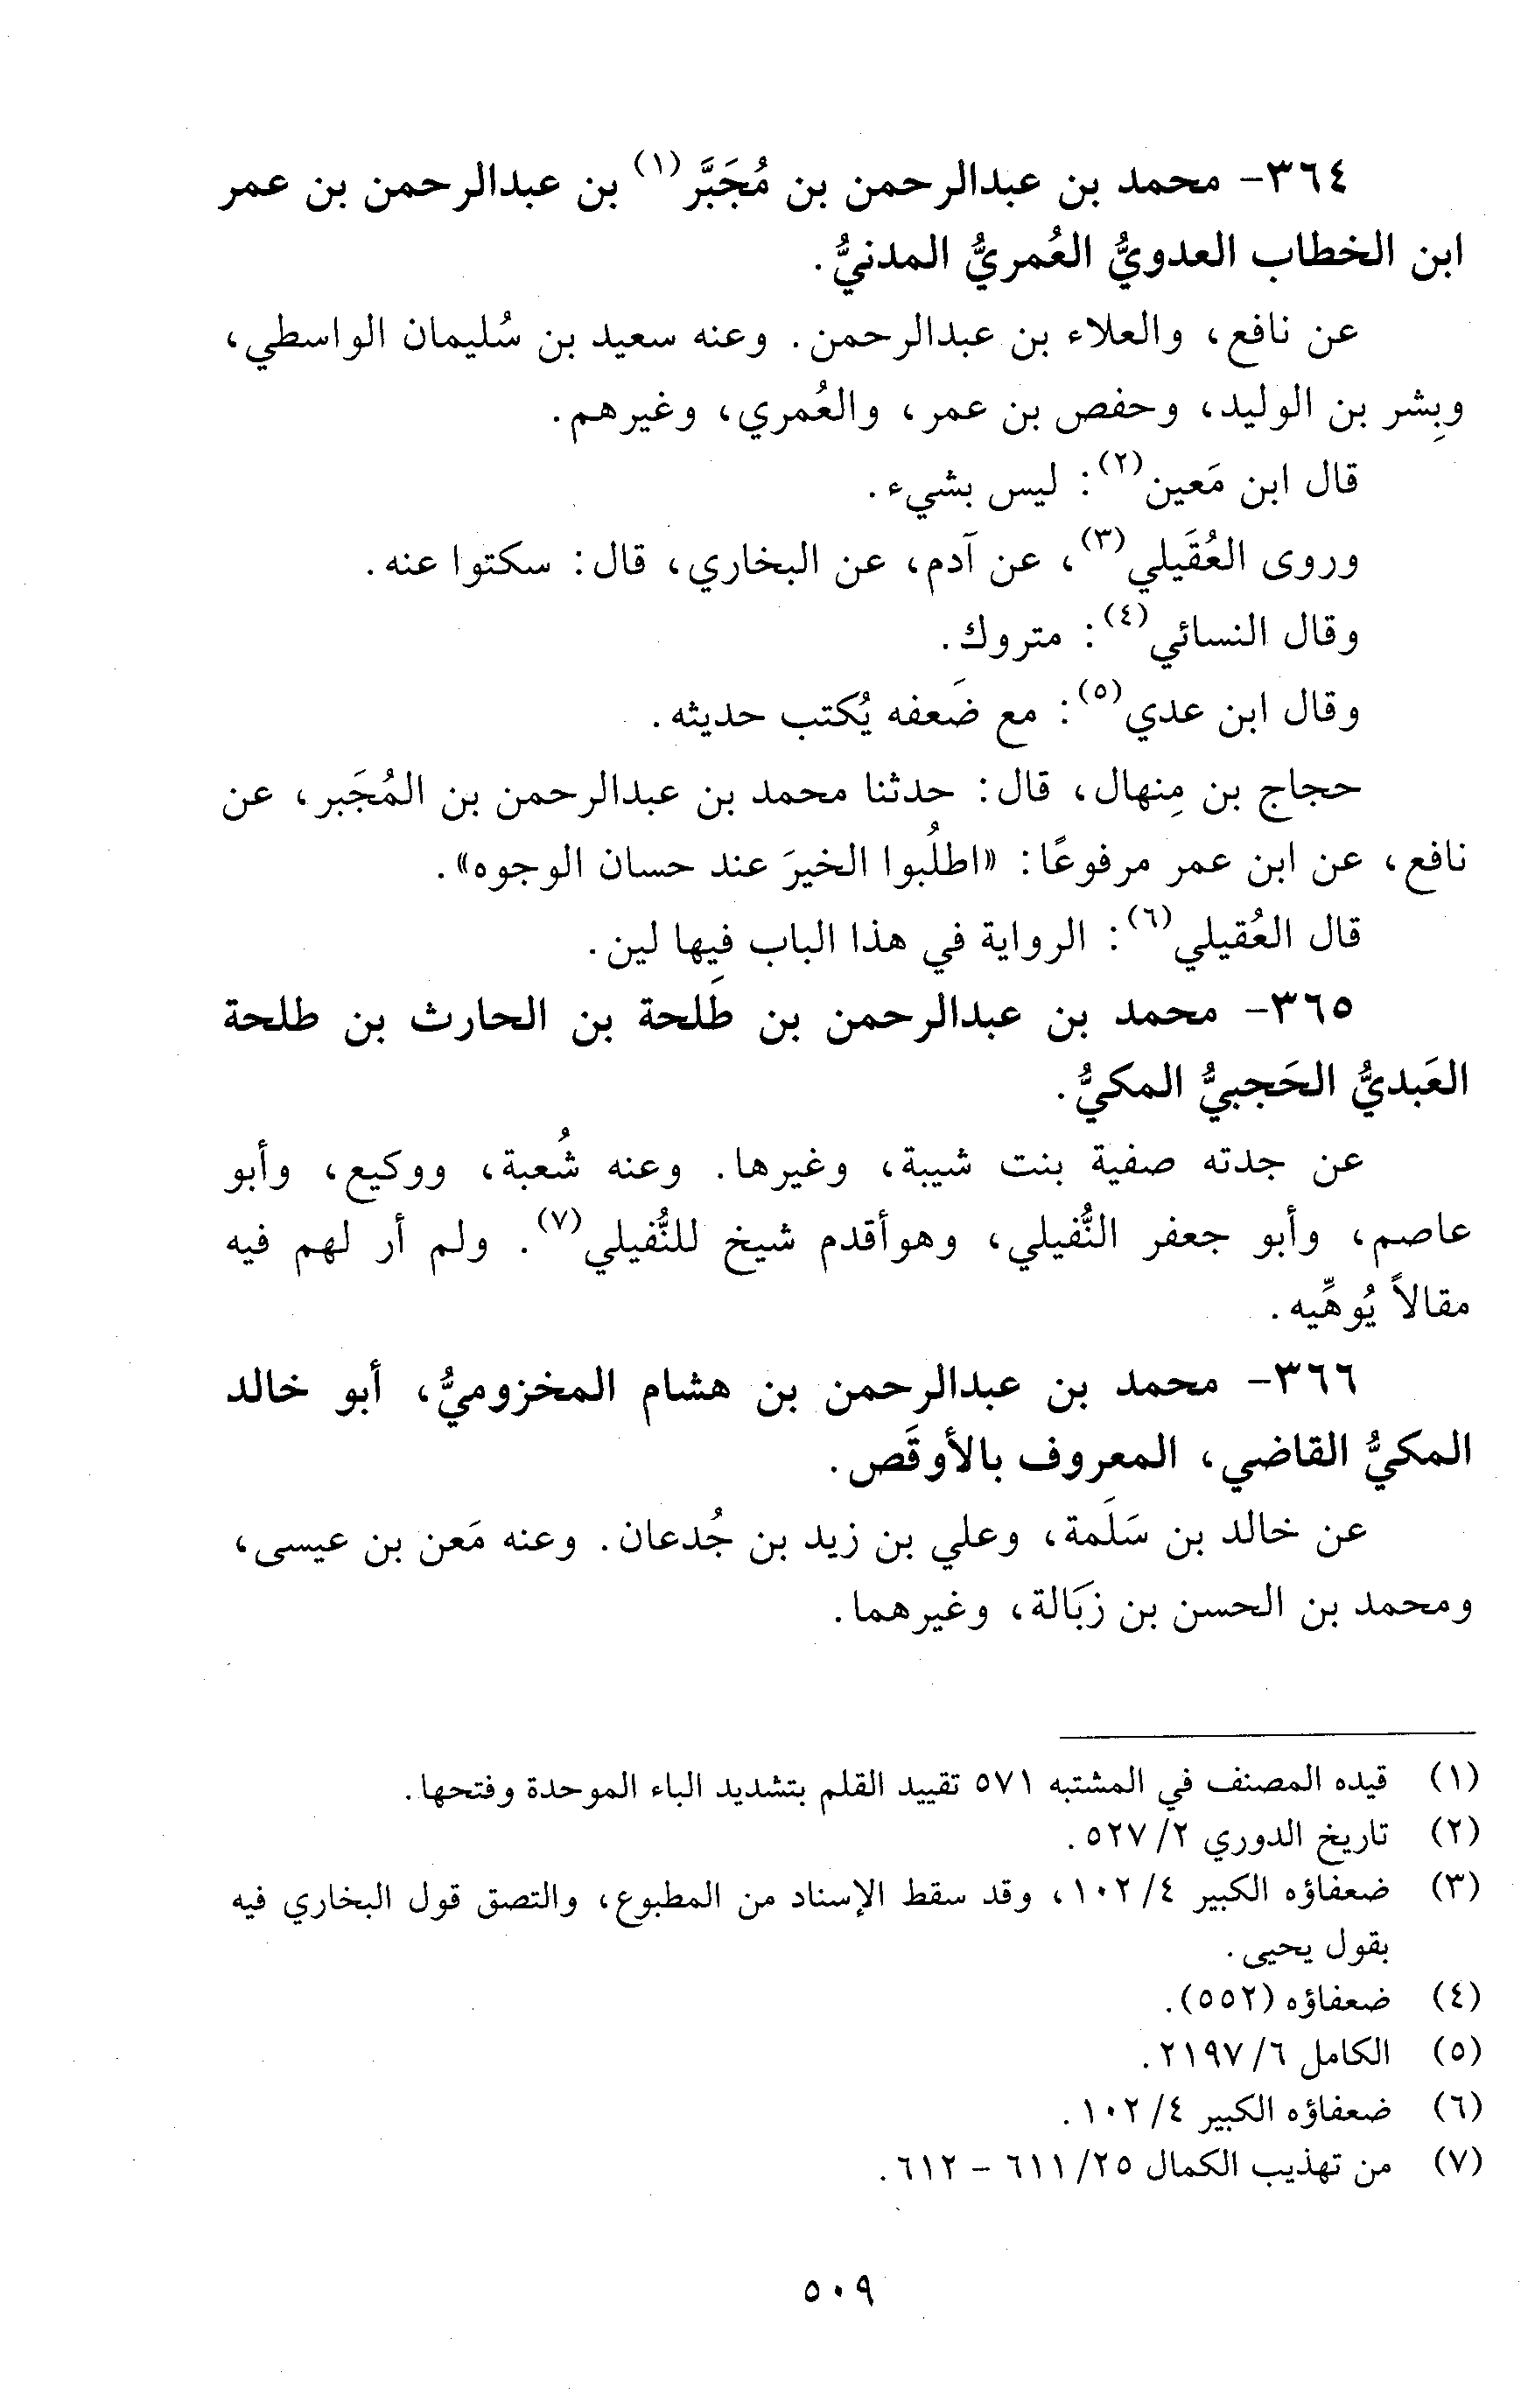 ٣٦٤- محمد بن عبدالرحمن بن مُجَبَّر(١) بن عبدالرحمن بن عمر
ابن الخطاب العدويُّ العُمريُّ المدنيُّ.
عن نافع، والعلاء بن عبدالرحمن. وعنه سعيد بن سُليمان الواسطي،
وبِشر بن الوليد، وحفص بن عمر، والعُمري، وغيرهم.
قال ابن مَعين(٢): ليس بشيء.
وروى العُقَيلي(٣)، عن آدم، عن البخاري، قال: سكتوا عنه.
وقال النسائي(٤): متروك.
وقال ابن عدي(٥): مع ضَعفه يُكتب حديثه.
حجاج بن مِنهال، قال: حدثنا محمد بن عبدالرحمن بن المُجَبر، عن
نافع، عن ابن عمر مرفوعًا: «اطلُبوا الخيرَ عند حسان الوجوه».
قال العُقيلي(٦): الرواية في هذا الباب فيها لين.
٣٦٥- محمد بن عبدالرحمن بن طَلحة بن الحارث بن طلحة
العَبديُّ الحَجبيُّ المكيُّ.
عن جدته صفية بنت شيبة، وغيرها. وعنه شُعبة، ووكيع، وأبو
عاصم، وأبو جعفر النُّفيلي، وهوأقدم شيخ للنُّفيلي(٧). ولم أر لهم فيه
مقالاً يُوهِّيه.
٣٦٦- محمد بن عبدالرحمن بن هشام المخزوميُّ، أبو خالد
المكيُّ القاضي، المعروف بالأوقَص.
عن خالد بن سَلَمة، وعلي بن زيد بن جُدعان. وعنه مَعن بن عيسى،
ومحمد بن الحسن بن زبَالة، وغيرهما.
(١) قيده المصنف في المشتبه ٥٧١ تقييد القلم بتشديد الباء الموحدة وفتحها.
(٢) تاريخ الدوري ٢/ ٥٢٧.
(٣) ضعفاؤه الكبير ٤/ ١٠٢، وقد سقط الإسناد من المطبوع، والتصق قول البخاري فيه
بقول يحيى.
(٤) ضعفاؤه (٥٥٢).
(٥) الكامل ٦/ ٢١٩٧.
(٦) ضعفاؤه الكبير ٤/ ١٠٢.
(٧) من تهذيب الكمال ٢٥/ ٦١١ - ٦١٢.
٥٠٩